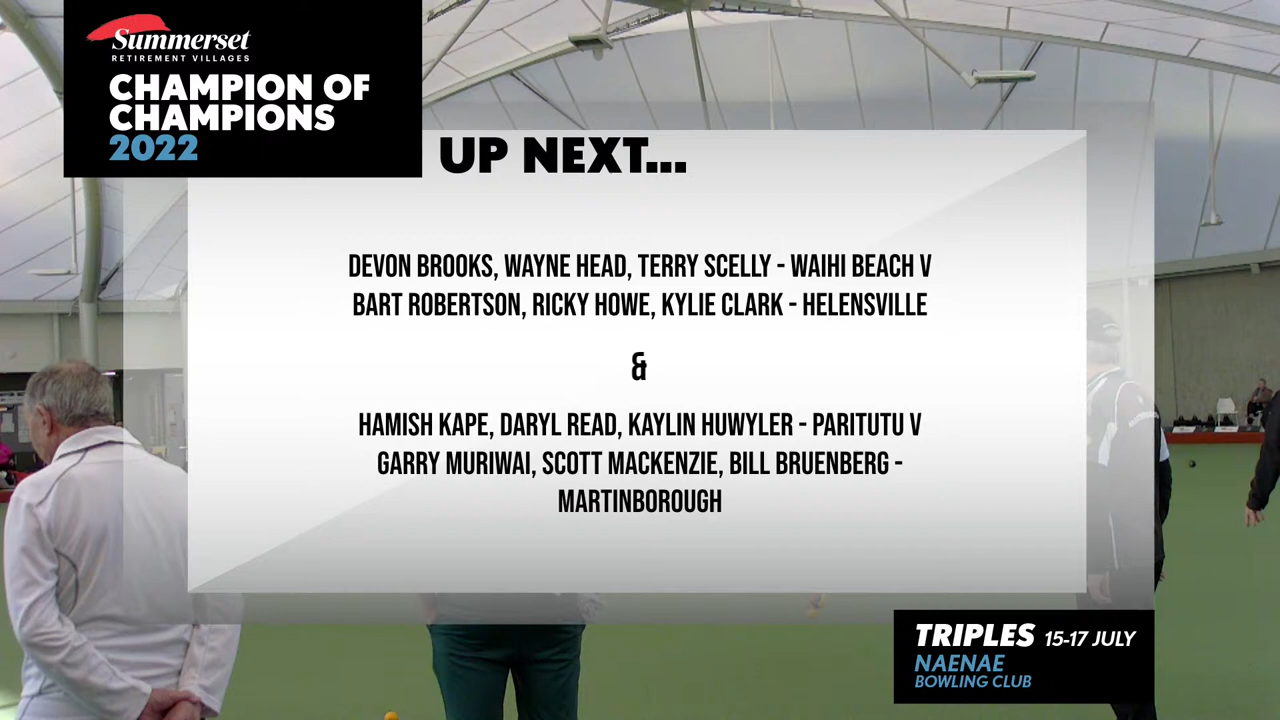 Summerset
RETIREMENT VILLAGES
CHAMPION OF
CHAMPIONS
2022
UP NEXT...
DEVON BROOKS, WAYNE HEAD, TERRY SCELLY - WAIHI BEACH V
BART ROBERTSON, RICKY HOWE, KYLIE CLARK - HELENSVILLE
&
HAMISH KAPE, DARYL READ, KAYLIN HUWYLER - PARITUTU V
GARRY MURIWAI, SCOTT MACKENZIE, BILL BRUENBERG -
MARTINBOROUGH
TRIPLES 15-17 JULY
NAENAE
BOWLING CLUB